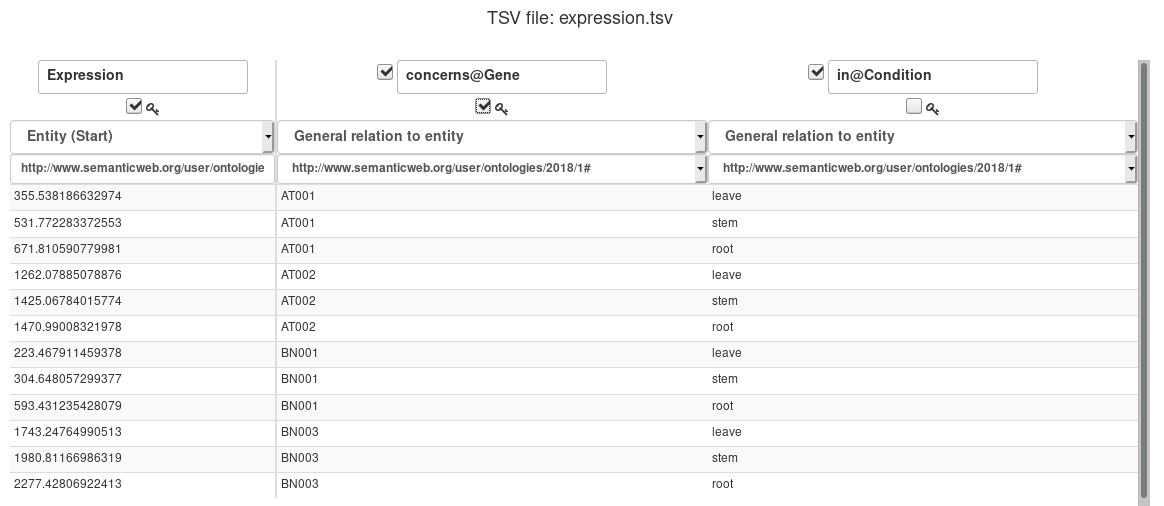 TSV file: expression.tsv
Expression concerns@Gene in@Condition
Entity (Start) General relation to entity General relation to entity
http://www.semanticweb.org/user/ontologie http://www.semanticweb.org/user/ontologies/2018/1# http://www.semanticweb.org/user/ontologies/2018/1#
355.538186632974 AT001 leave
531.772283372553 AT001 stem
671.810590779981 AT001 root
1262.07885078876 AT002 leave
1425.06784015774 AT002 stem
1470.99008321978 AT002 root
223.467911459378 BN001 leave
304.648057299377 BN001 stem
593.431235428079 BN001 root
1743.24764990513 BN003 leave
1980.81166986319 BN003 stem
2277.42806922413 BN003 root